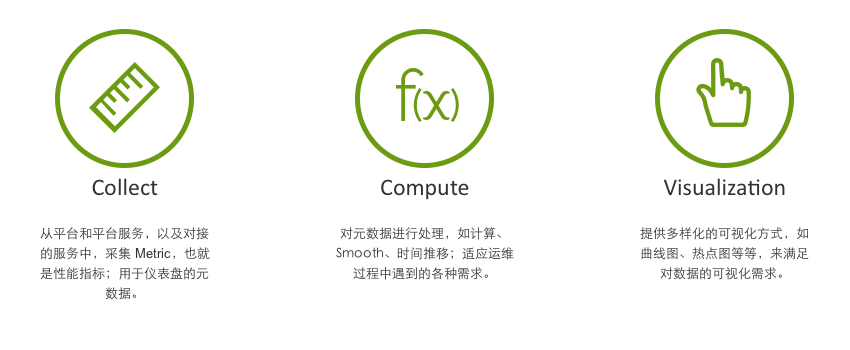 f(x)
Collect
从平台和平台服务，以及对接
的服务中，采集 Metric，也就
是性能指标；用于仪表盘的元
数据。
Compute
对元数据进行处理，如计算、
Smooth、时间推移；适应运维
过程中遇到的各种需求。
Visualization
提供多样化的可视化方式，如
曲线图、热点图等等，来满足
对数据的可视化需求。